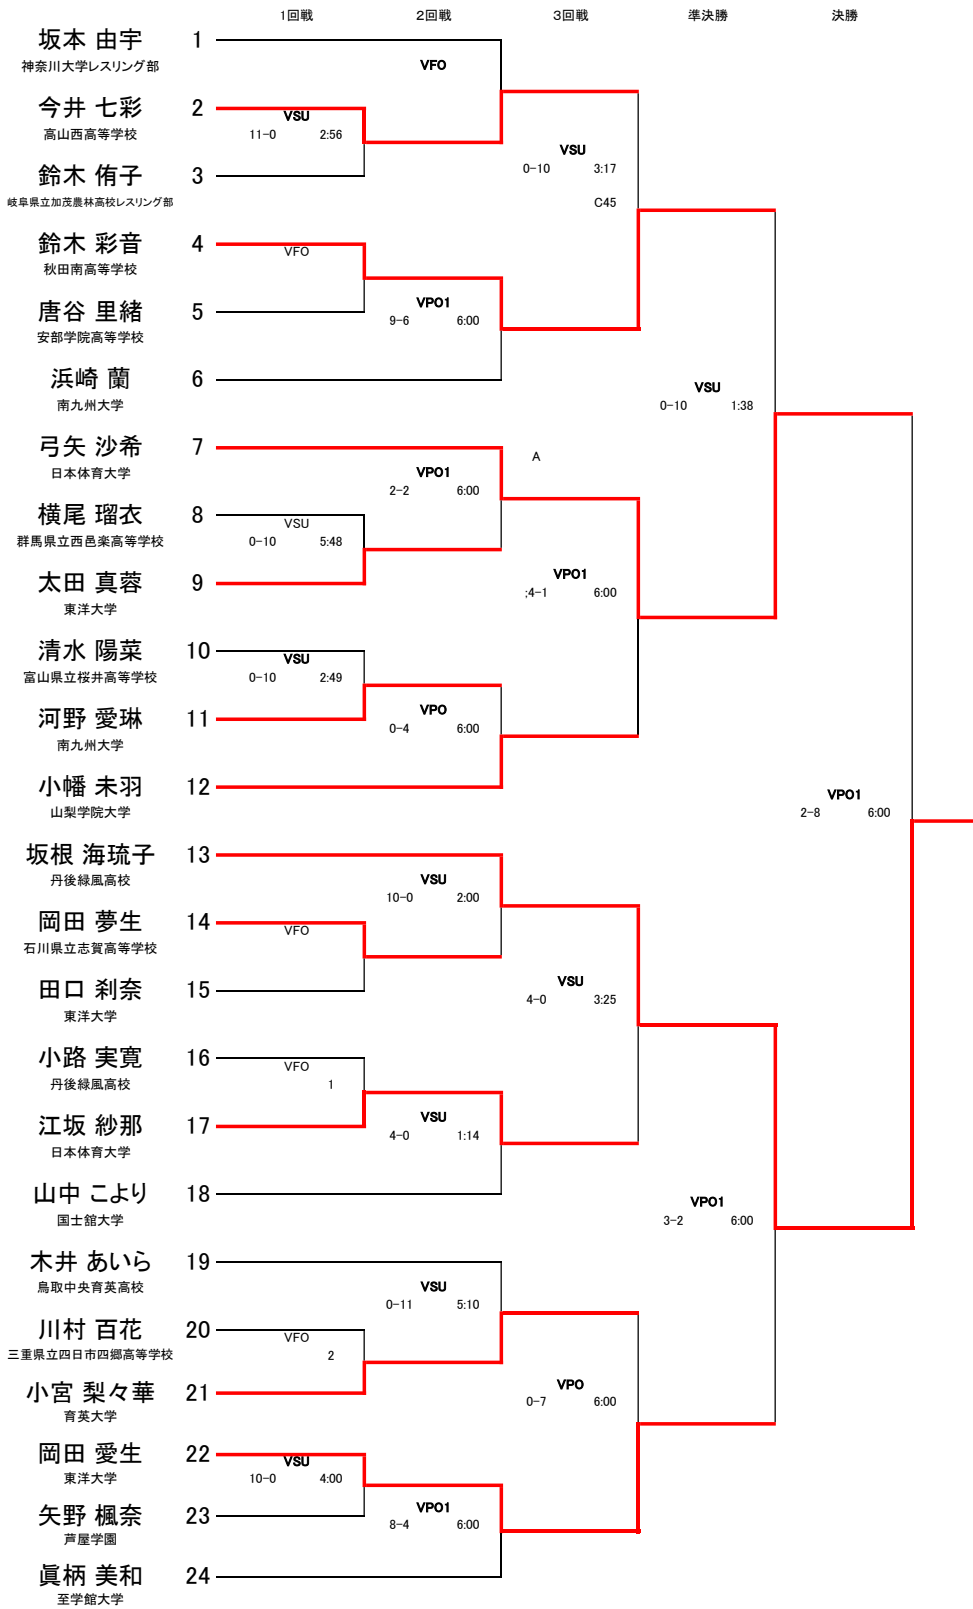 1回戦 2回戦 3回戦 準決勝 決勝
坂本 由宇 1
神奈川大学レスリング部
VFO
今井 七彩 2
高山西高等学校
VSU
11-0 2:56
鈴木 侑子 3
岐阜県立加茂農林高校レスリング部
VSU
0-10 3:17
C45
鈴木 彩音 4
秋田南高等学校
VFO
唐谷 里緒 5
安部学院高等学校
VPO1
9-6 6:00
浜崎 蘭 6
南九州大学
VSU
0-10 1:38
弓矢 沙希 7
日本体育大学
A
VPO1
2-2 6:00
横尾 瑠衣 8
群馬県立西邑楽高等学校
VSU
0-10 5:48
太田 真蓉 9
東洋大学
VPO1
;4-1 6:00
清水 陽菜 10
富山県立桜井高等学校
VSU
0-10 2:49
河野 愛琳 11
南九州大学
VPO
0-4 6:00
小幡 未羽 12
山梨学院大学
VPO1
2-8 6:00
坂根 海琉子 13
丹後緑風高校
VSU
10-0 2:00
岡田 夢生 14
石川県立志賀高等学校
VFO
田口 刹奈 15
東洋大学
VSU
4-0 3:25
小路 実寛 16
丹後緑風高校
VFO
1
江坂 紗那 17
日本体育大学
VSU
4-0 1:14
山中 こより 18
国士舘大学
VPO1
3-2 6:00
木井 あいら 19
鳥取中央育英高校
VSU
0-11 5:10
川村 百花 20
三重県立四日市四郷高等学校
VFO
2
小宮 梨々華 21
育英大学
VPO
0-7 6:00
岡田 愛生 22
東洋大学
VSU
10-0 4:00
矢野 楓奈 23
芦屋学園
VPO1
8-4 6:00
眞柄 美和 24
至学館大学